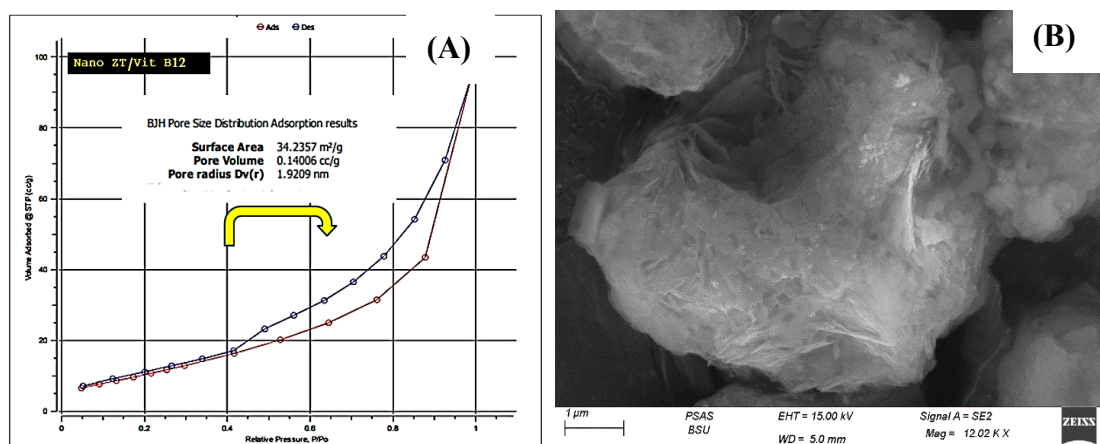 Ads Des
(A)
Nano ZT/Vit B12
BJH Pore Size Distribution Adsorption results
Surface Area 34.2357 m²/g
Pore Volume 0.14006 cc/g
Pore radius Dv(r) 1.9209 nm
Volume Adsorbed @ STP (cc/g)
100
80
60
40
20
0
0 0.2 0.4 0.6 0.8 1
Relative Pressure, P/Po
(B)
1 µm
PSAS EHT = 15.00 kV Signal A = SE2
BSU WD = 5.0 mm Mag = 12.02 K X
ZEISS